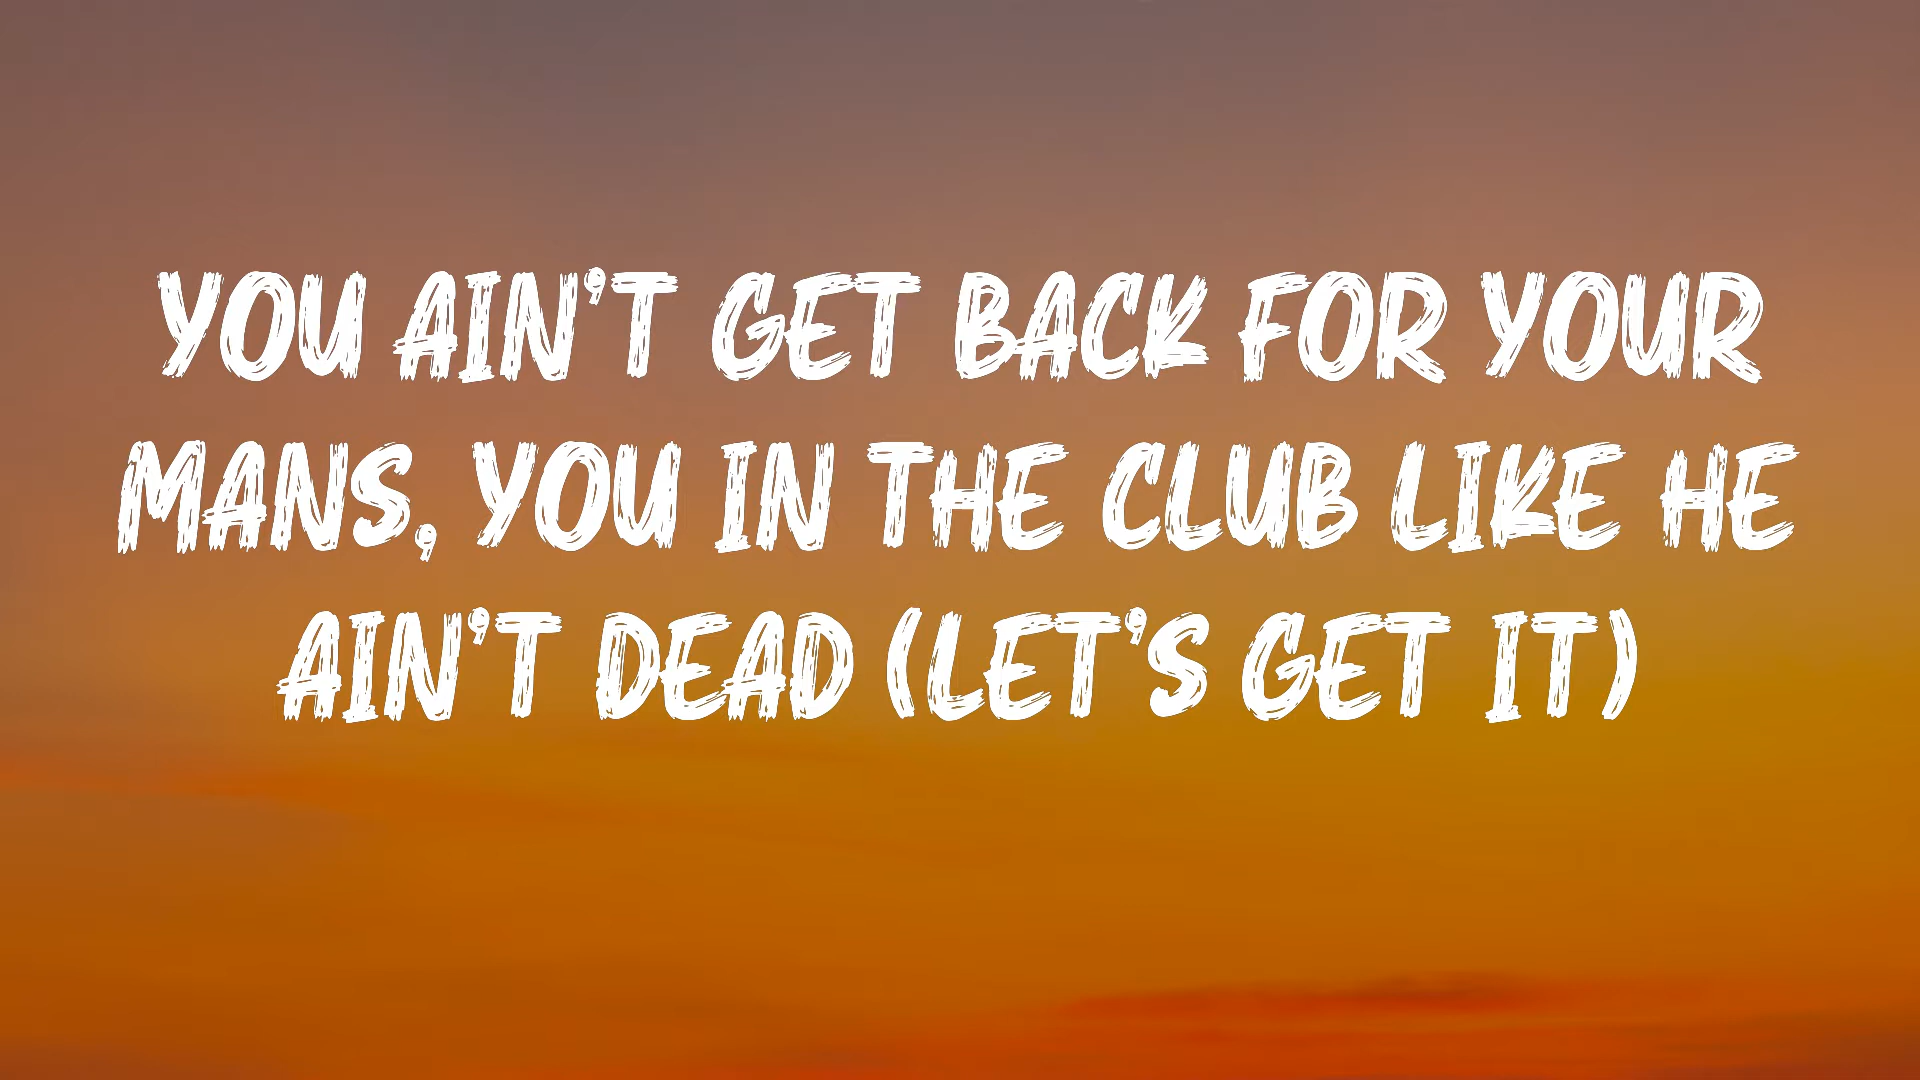 YOU AIN'T GET BACK FOR YOUR
MANS, YOU IN THE CLUB LIKE HE
AIN'T DEAD (LET'S GET IT)